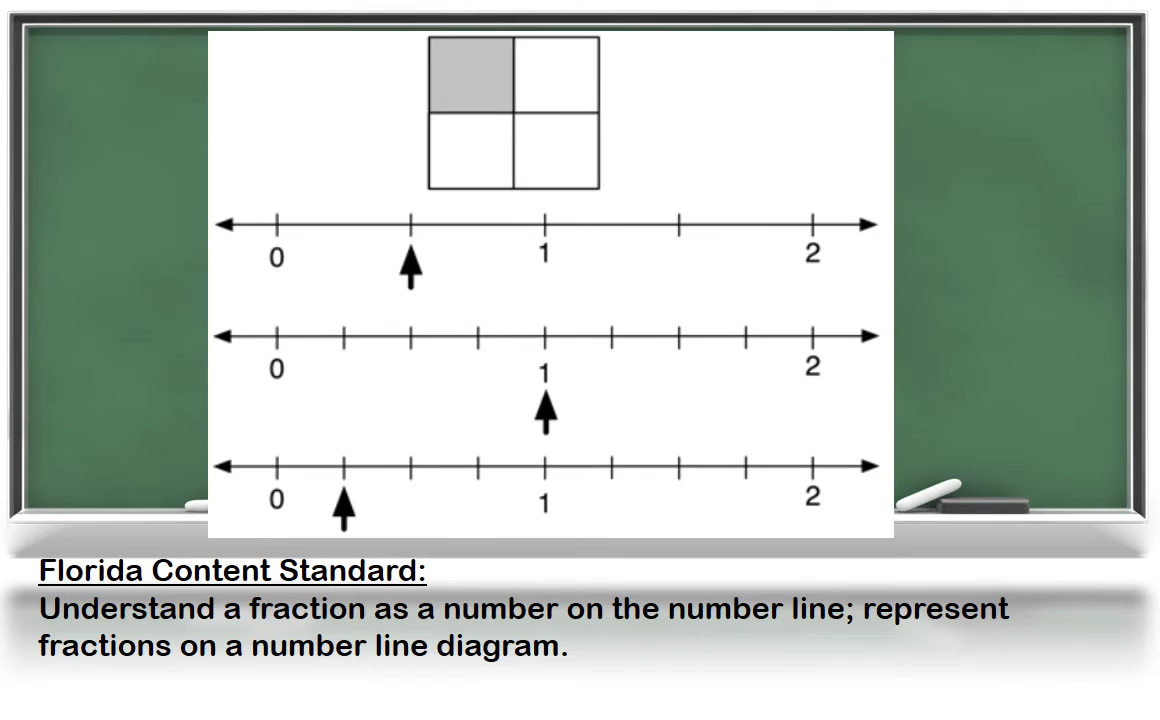 0 1 2
0 1 2
0 1 2
Florida Content Standard:
Understand a fraction as a number on the number line; represent
fractions on a number line diagram.